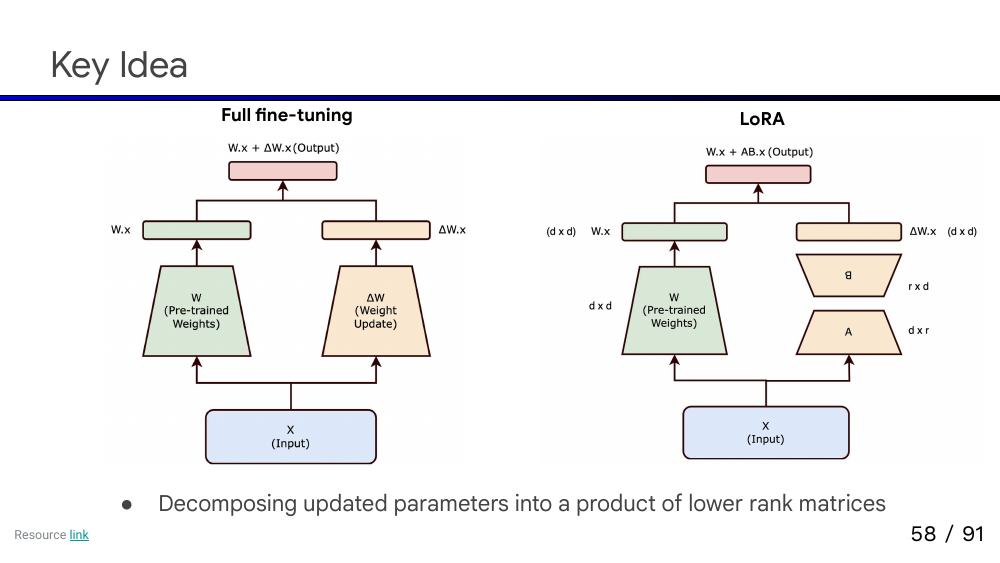 Key Idea
Full fine-tuning
W.x + ΔW.x (Output)
W.x
ΔW.x
W
(Pre-trained
Weights)
ΔW
(Weight
Update)
X
(Input)
LoRA
W.x + AB.x (Output)
(d x d) W.x
ΔW.x (d x d)
B
r x d
d x d
W
(Pre-trained
Weights)
A
d x r
X
(Input)
● Decomposing updated parameters into a product of lower rank matrices
Resource link
58 / 91